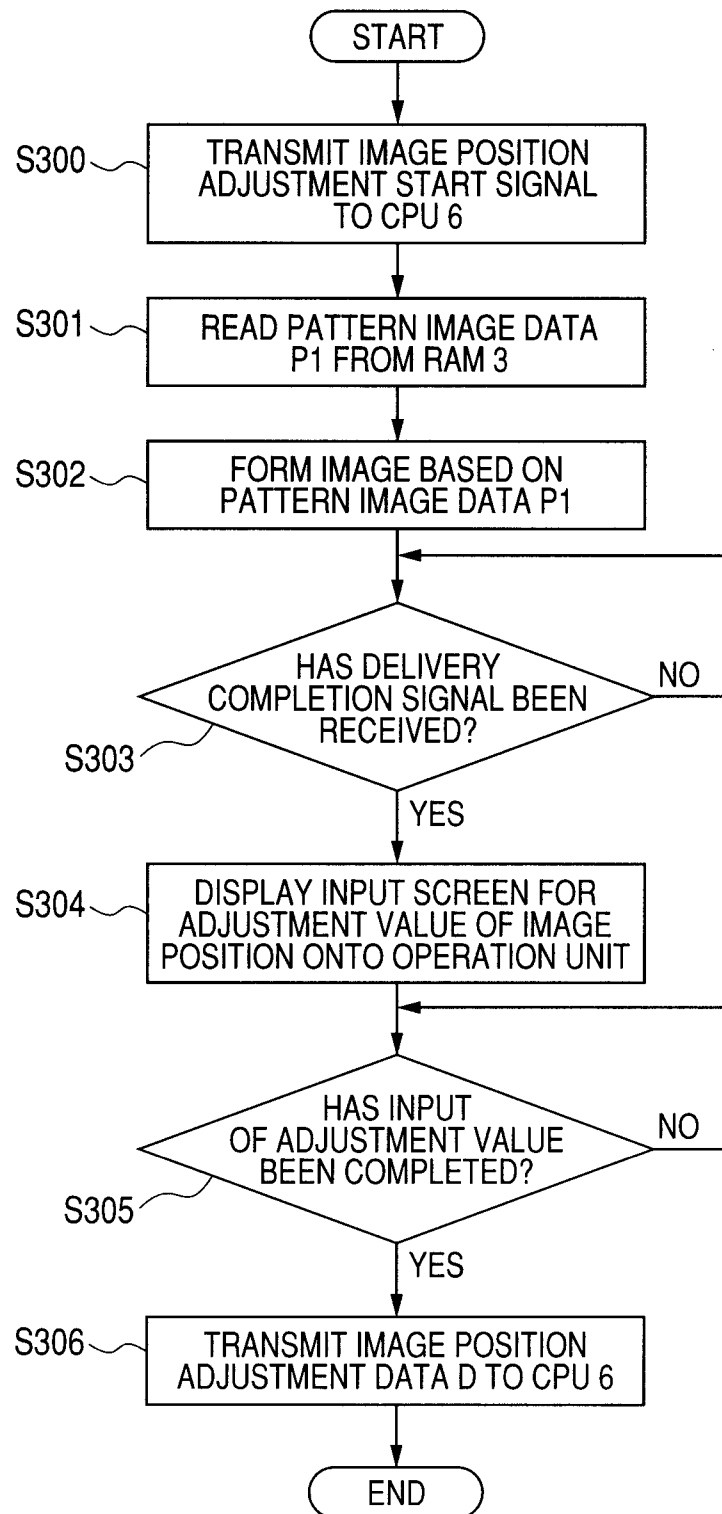 START
S300
TRANSMIT IMAGE POSITION
ADJUSTMENT START SIGNAL
TO CPU 6
S301
READ PATTERN IMAGE DATA
P1 FROM RAM 3
S302
FORM IMAGE BASED ON
PATTERN IMAGE DATA P1
HAS DELIVERY
COMPLETION SIGNAL BEEN
RECEIVED?
NO
S303
YES
S304
DISPLAY INPUT SCREEN FOR
ADJUSTMENT VALUE OF IMAGE
POSITION ONTO OPERATION UNIT
HAS INPUT
OF ADJUSTMENT VALUE
BEEN COMPLETED?
NO
S305
YES
S306
TRANSMIT IMAGE POSITION
ADJUSTMENT DATA D TO CPU 6
END